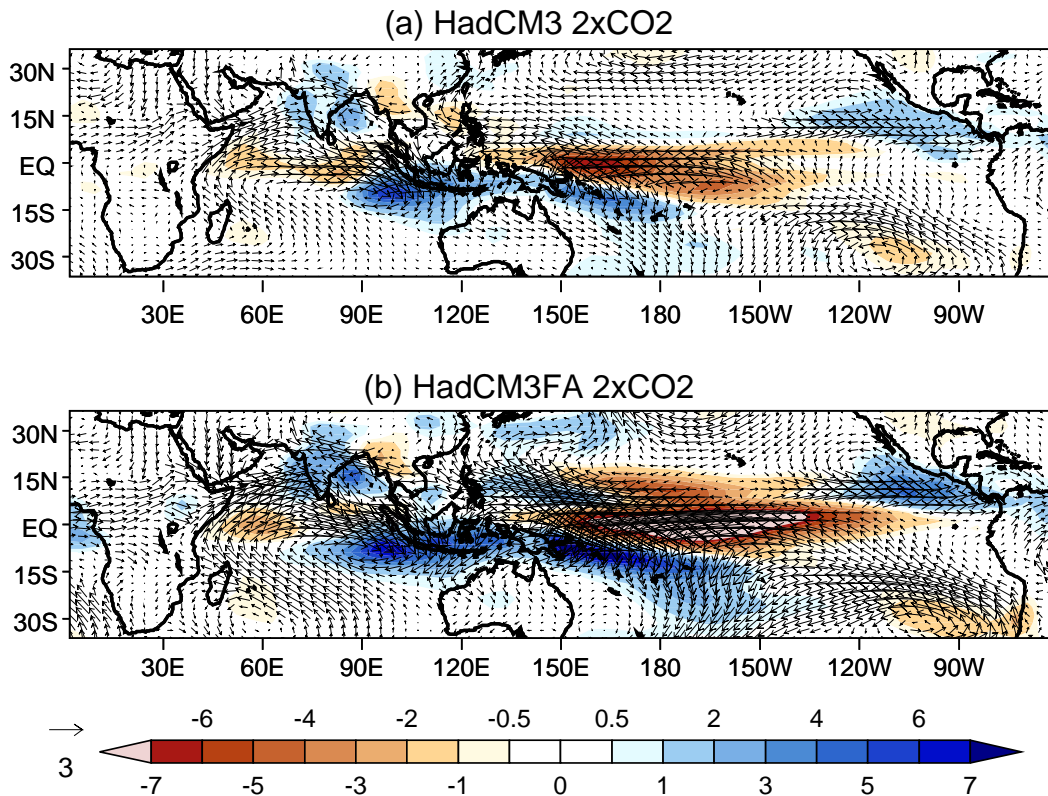 (a) HadCM3 2xCO2
30N
15N
EQ
15S
30S
30E 60E 90E 120E 150E 180 150W 120W 90W
(b) HadCM3FA 2xCO2
30N
15N
EQ
15S
30S
30E 60E 90E 120E 150E 180 150W 120W 90W
-6 -4 -2 -0.5 0.5 2 4 6
3
-7 -5 -3 -1 0 1 3 5 7